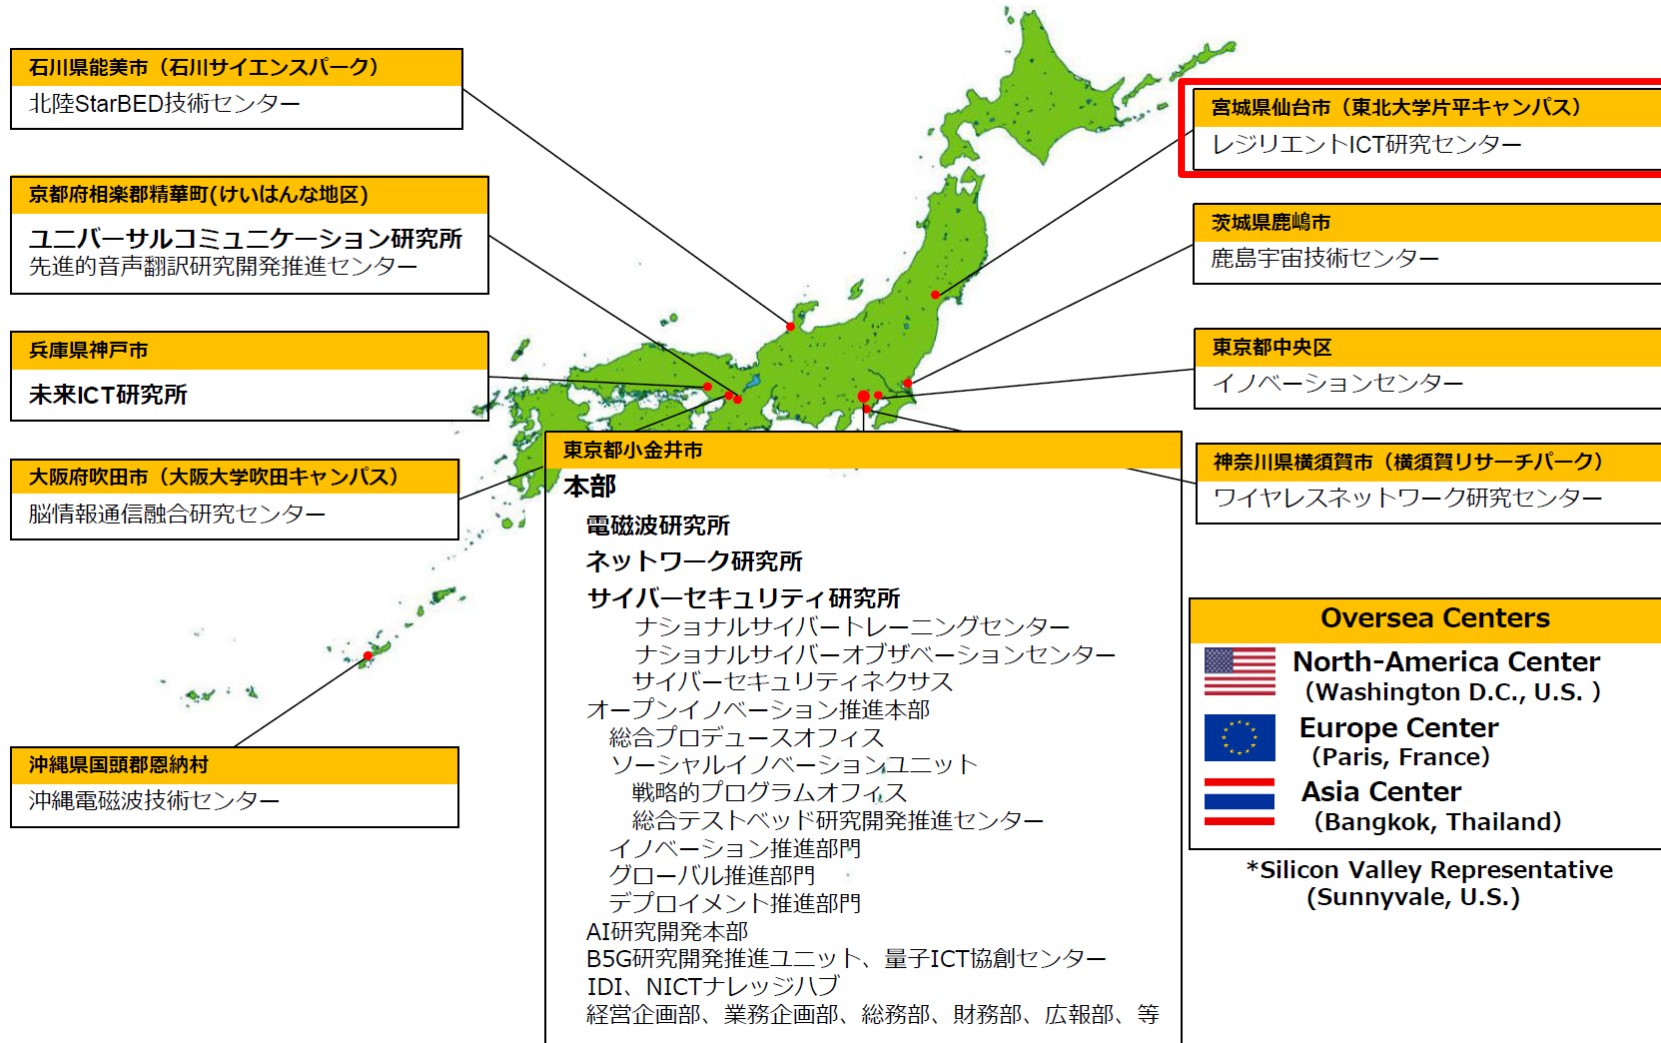 石川県能美市（石川サイエンスパーク）
北陸StarBED技術センター
京都府相楽郡精華町(けいはんな地区)
ユニバーサルコミュニケーション研究所
先進的音声翻訳研究開発推進センター
兵庫県神戸市
未来ICT研究所
大阪府吹田市（大阪大学吹田キャンパス）
脳情報通信融合研究センター
沖縄県国頭郡恩納村
沖縄電磁波技術センター
東京都小金井市
本部
電磁波研究所
ネットワーク研究所
サイバーセキュリティ研究所
ナショナルサイバートレーニングセンター
ナショナルサイバーオブザベーションセンター
サイバーセキュリティネクサス
オープンイノベーション推進本部
総合プロデュースオフィス
ソーシャルイノベーションユニット
戦略的プログラムオフィス
総合テストベッド研究開発推進センター
イノベーション推進部門
グローバル推進部門
デプロイメント推進部門
AI研究開発本部
B5G研究開発推進ユニット、量子ICT協創センター
IDI、NICTナレッジハブ
経営企画部、業務企画部、総務部、財務部、広報部、等
宮城県仙台市（東北大学片平キャンパス）
レジリエントICT研究センター
茨城県鹿嶋市
鹿島宇宙技術センター
東京都中央区
イノベーションセンター
神奈川県横須賀市（横須賀リサーチパーク）
ワイヤレスネットワーク研究センター
Oversea Centers
North-America Center
(Washington D.C., U.S. )
Europe Center
(Paris, France)
Asia Center
(Bangkok, Thailand)
*Silicon Valley Representative
(Sunnyvale, U.S.)